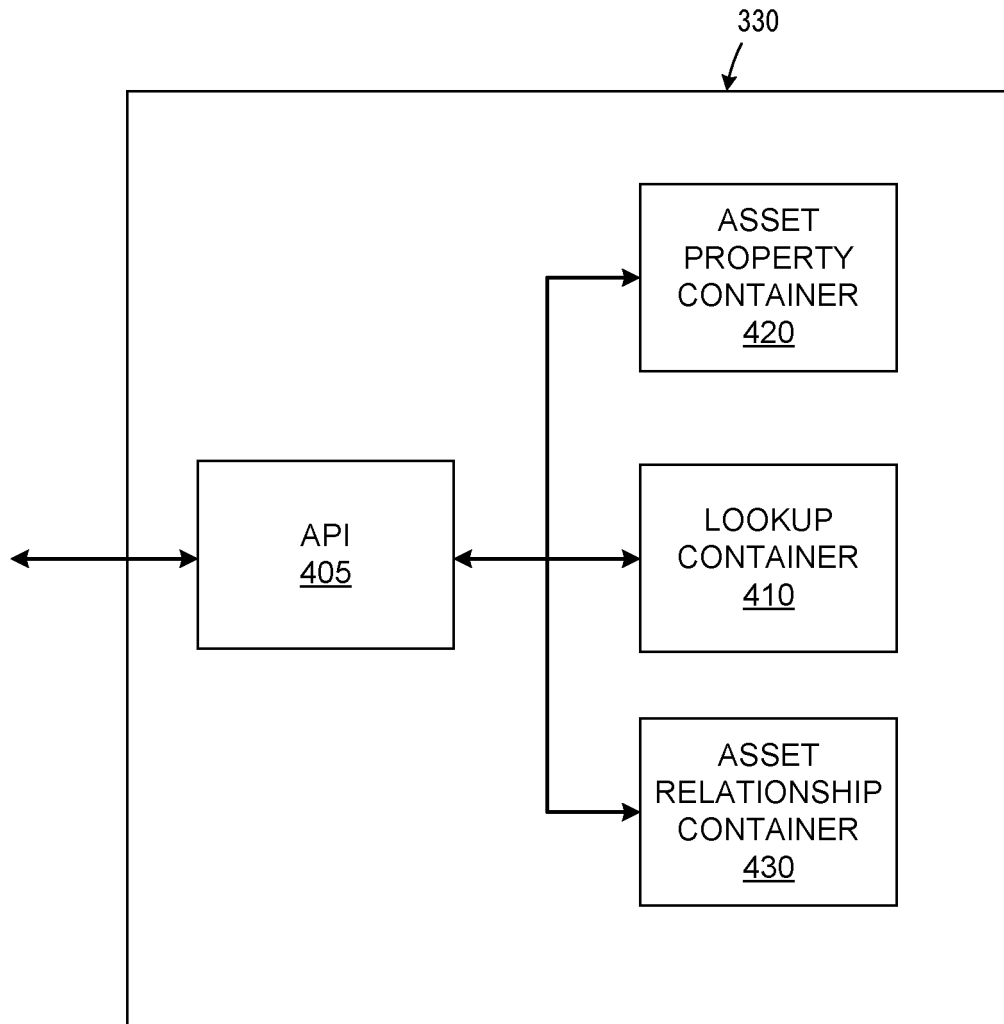 330
ASSET
PROPERTY
CONTAINER
420
API
405
LOOKUP
CONTAINER
410
ASSET
RELATIONSHIP
CONTAINER
430